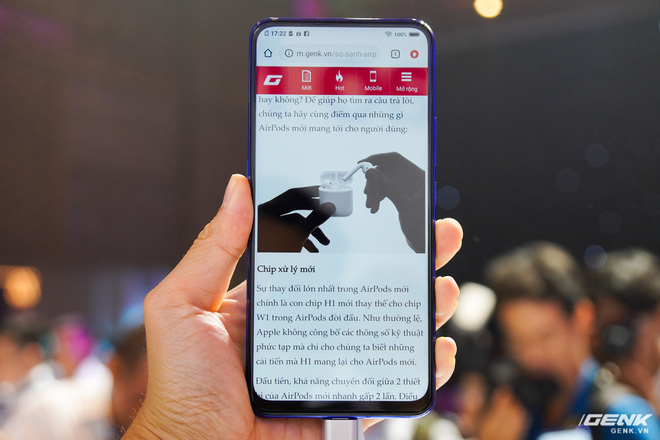 17:22
100%
m.genk.vn/so-sanh-airp
1
G
Mới
Hot
Mobile
Mở rộng
hay không? Để giúp họ tìm ra câu trả lời,
chúng ta hãy cùng điểm qua những gì
AirPods mới mang tới cho người dùng:
Chip xử lý mới
Sự thay đổi lớn nhất trong AirPods mới
chính là con chip H1 mới thay thế cho chip
W1 trong AirPods đời đầu. Như thường lệ,
Apple không công bố các thông số kỹ thuật
phức tạp mà chỉ cho chúng ta biết những
cải tiến mà H1 mang lại cho AirPods mới.
Đầu tiên, khả năng chuyển đổi giữa 2 thiết
bị của AirPods mới nhanh gấp 2 lần. Điều
GENK
GENK.VN